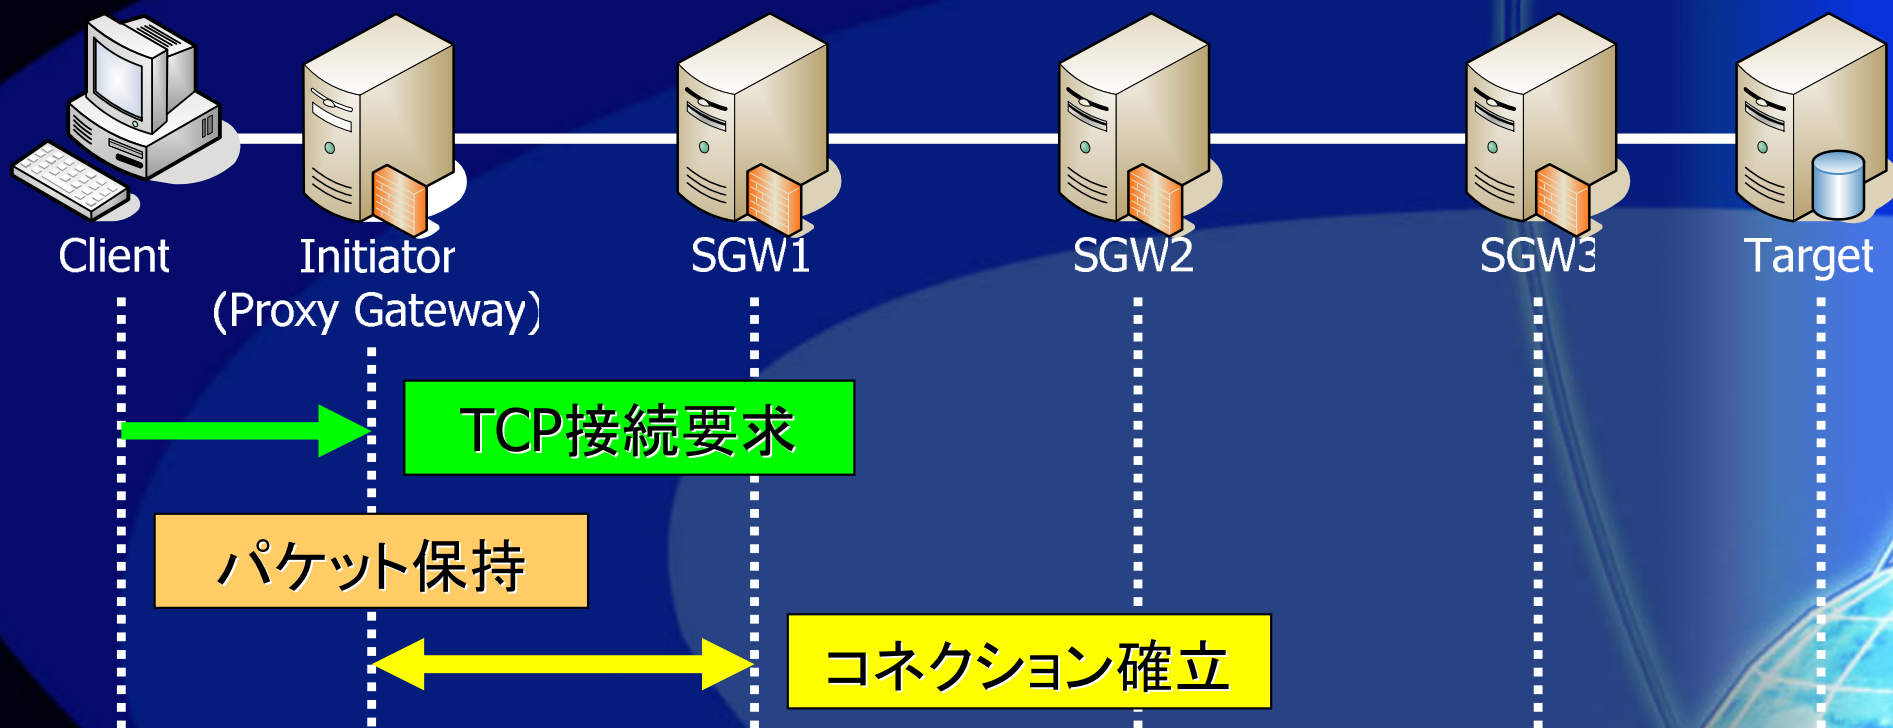 Client
Initiator
(Proxy Gateway)
SGW1
SGW2
SGW3
Target
TCP接続要求
パケット保持
コネクション確立